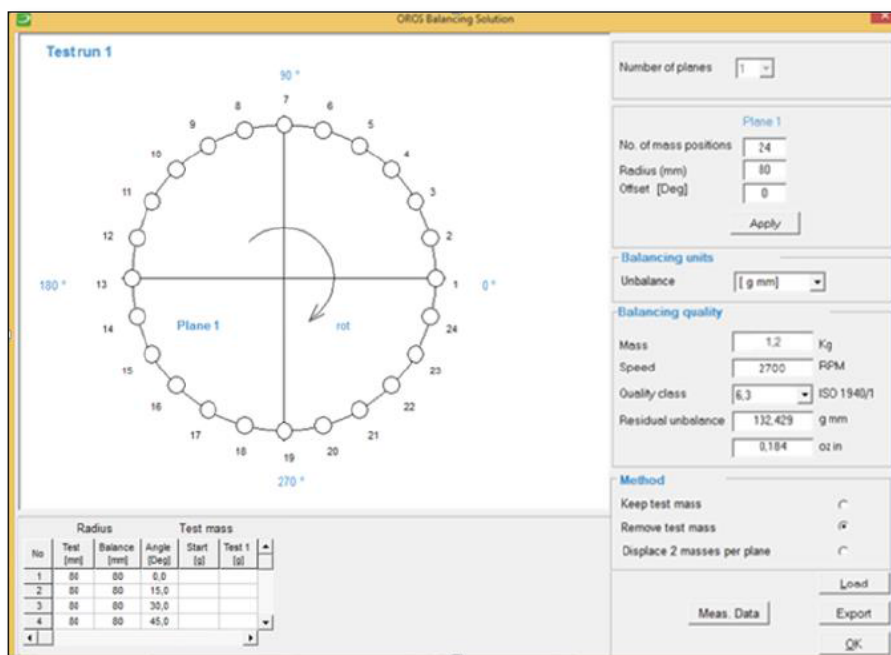 OROS Balancing Solution
Test run 1
90 °
7
8 6
9 5
10 4
11 3
12 2
180 ° 13 1 0 °
14 24
Plane 1 rot
15 23
16 22
17 21
18 20
19
270 °
Number of planes 1
Plane 1
No. of mass positions 24
Radius (mm) 80
Offset [Deg] 0
Apply
Balancing units
Unbalance [ g mm]
Balancing quality
Mass 1,2 Kg
Speed 2700 RPM
Quality class 6,3 ISO 1940/1
Residual unbalance 132,429 g mm
0,184 oz in
Method
Keep test mass
Remove test mass
Displace 2 masses per plane
Load
Meas. Data Export
OK
Radius Test mass
No Test [mm] Balance [mm] Angle [Deg] Start [g] Test 1 [g]
1 80 80 0,0
2 80 80 15,0
3 80 80 30,0
4 80 80 45,0